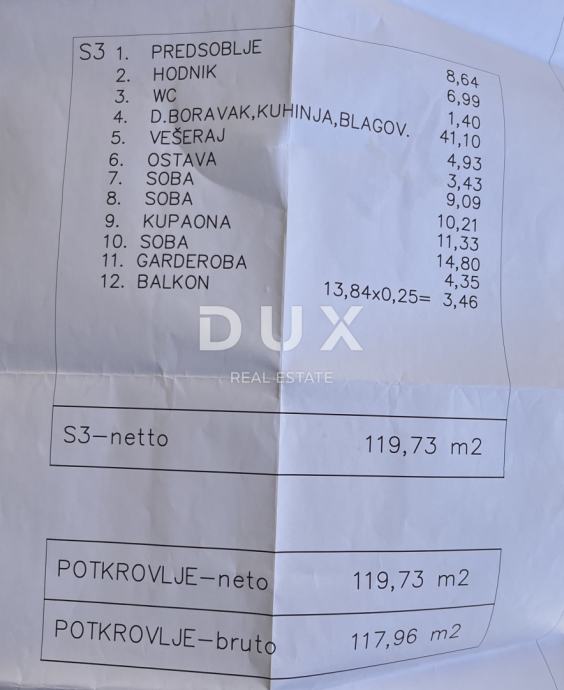 S3 1. PREDSOBLJE 8,64
2. HODNIK 6,99
3. WC 1,40
4. D.BORAVAK,KUHINJA,BLAGOV. 41,10
5. VEŠERAJ 4,93
6. OSTAVA 3,43
7. SOBA 9,09
8. SOBA 10,21
9. KUPAONA 11,33
10. SOBA 14,80
11. GARDEROBA 4,35
12. BALKON 13,84x0,25= 3,46
DUX
REAL ESTATE
S3-netto 119,73 m2
POTKROVLJE-neto 119,73 m2
POTKROVLJE-bruto 117,96 m2